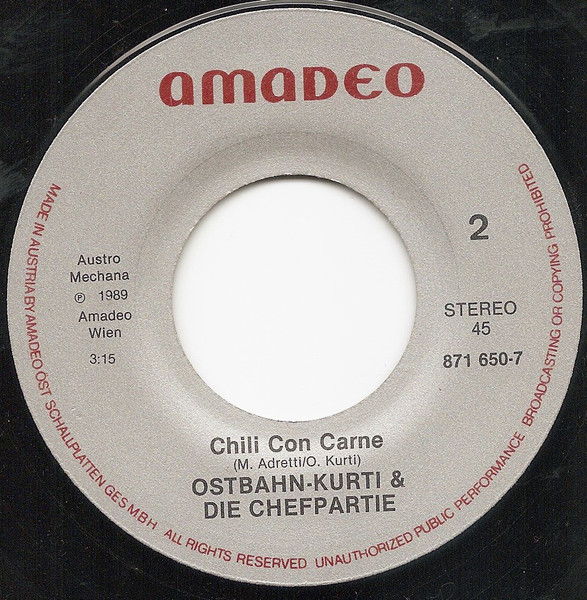 amadeo
2
Austro
Mechana
℗ 1989
Amadeo
Wien
3:15
STEREO
45
871 650-7
Chili Con Carne
(M. Adretti/O. Kurti)
OSTBAHN-KURTI &
DIE CHEFPARTIE
MADE IN AUSTRIA BY AMADEO ÖST. SCHALLPLATTEN GES M B H ALL RIGHTS RESERVED UNAUTHORIZED PUBLIC PERFORMANCE BROADCASTING OR COPYING PROHIBITED